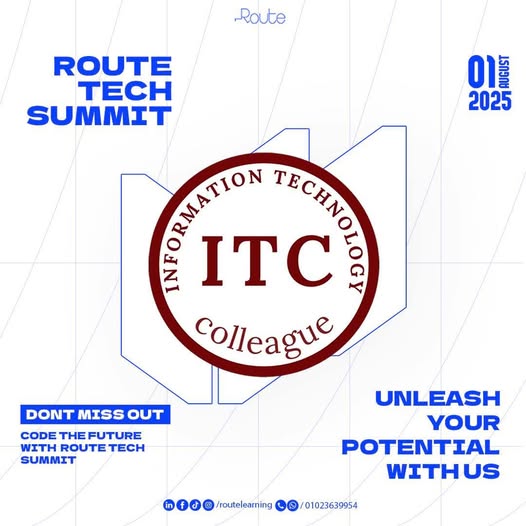 Route
ROUTE
TECH
SUMMIT
01
AUGUST
2025
INFORMATION TECHNOLOGY
ITC
colleague
DONT MISS OUT
CODE THE FUTURE
WITH ROUTE TECH
SUMMIT
UNLEASH
YOUR
POTENTIAL
WITH US
/routelearning / 01023639954